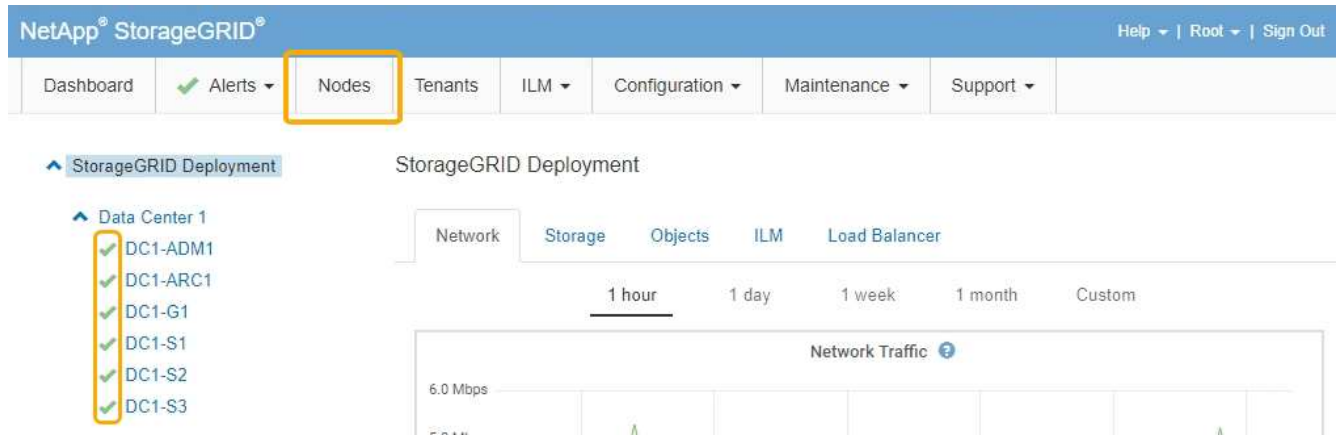 NetApp® StorageGRID®
Help | Root | Sign Out
Dashboard Alerts Nodes Tenants ILM Configuration Maintenance Support
StorageGRID Deployment
Data Center 1
DC1-ADM1
DC1-ARC1
DC1-G1
DC1-S1
DC1-S2
DC1-S3
StorageGRID Deployment
Network Storage Objects ILM Load Balancer
1 hour 1 day 1 week 1 month Custom
Network Traffic
6.0 Mbps